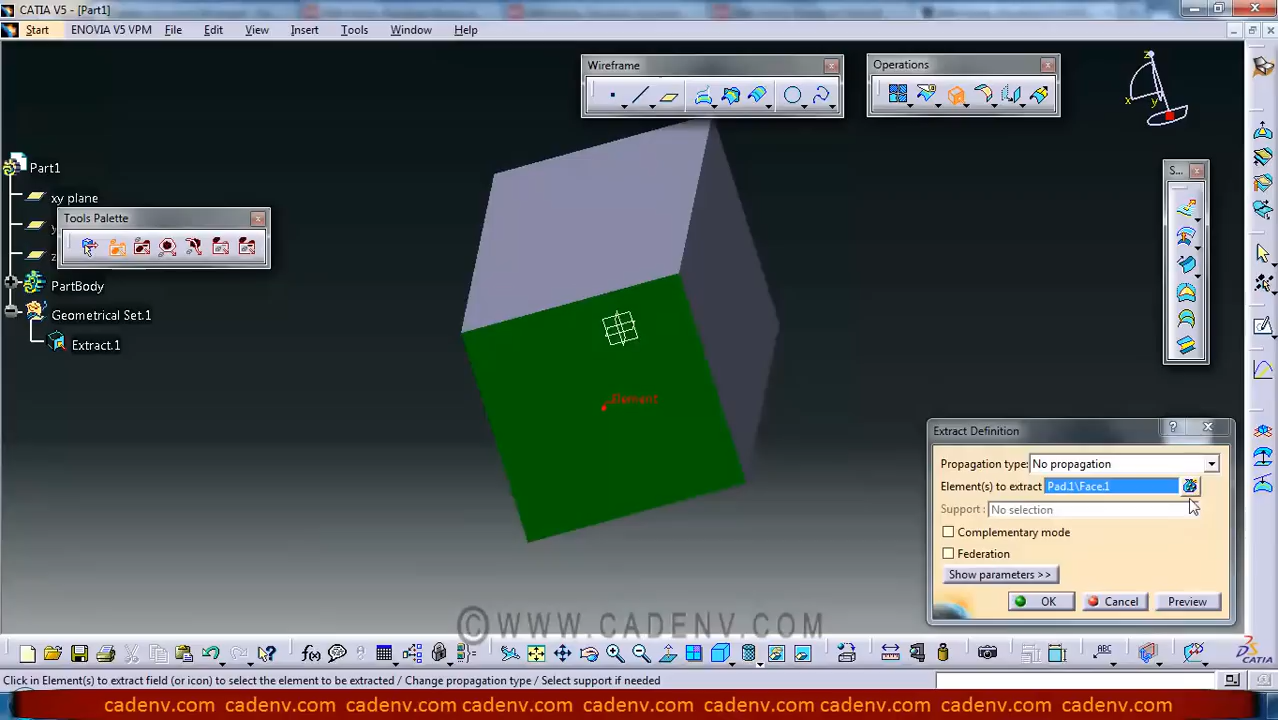 CATIA V5 - [Part1]
Start ENOVIA V5 VPM File Edit View Insert Tools Window Help
Wireframe
Operations
z
x
y
Part1
xy plane
Tools Palette
S...
y
z
PartBody
Geometrical Set.1
Extract.1
Element
Extract Definition
Propagation type: No propagation
Element(s) to extract Pad.1\Face.1
Support : No selection
Complementary mode
Federation
Show parameters >>
OK Cancel Preview
©WWW.CADENV.COM
f(x)
ABC
CATIA
Click in Element(s) to extract field (or icon) to select the element to be extracted / Change propagation type / Select support if needed
cadenv.com cadenv.com cadenv.com cadenv.com cadenv.com cadenv.com cadenv.com cadenv.com cadenv.com